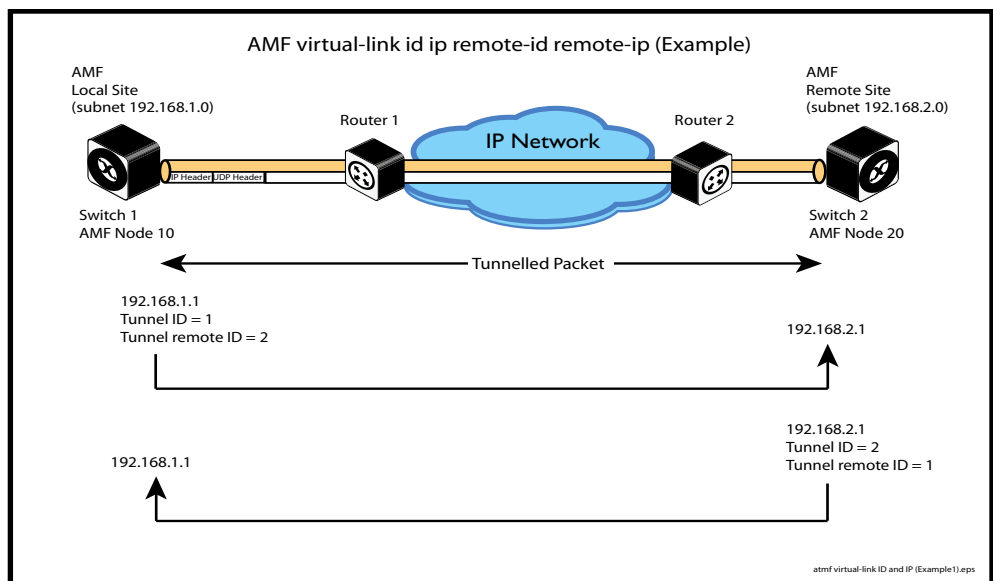 AMF virtual-link id ip remote-id remote-ip (Example)
AMF
Local Site
(subnet 192.168.1.0)
AMF
Remote Site
(subnet 192.168.2.0)
Router 1
IP Network
Router 2
IP Header
UDP Header
Switch 1
AMF Node 10
Switch 2
AMF Node 20
Tunnelled Packet
192.168.1.1
Tunnel ID = 1
Tunnel remote ID = 2
192.168.2.1
192.168.2.1
Tunnel ID = 2
Tunnel remote ID = 1
192.168.1.1
atmf virtual-link ID and IP (Example1).eps